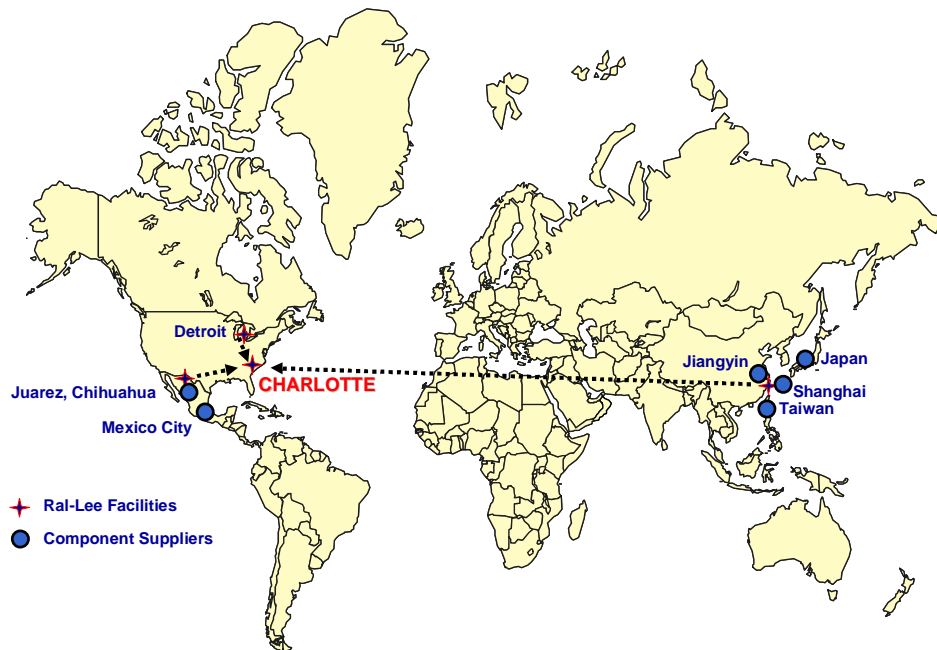 Detroit
CHARLOTTE
Juarez, Chihuahua
Mexico City
Jiangyin
Japan
Shanghai
Taiwan
Ral-Lee Facilities
Component Suppliers